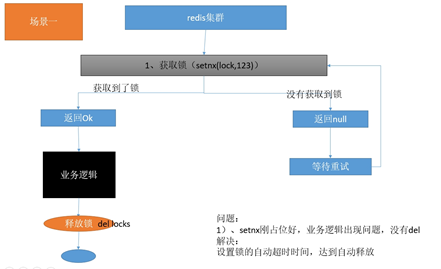 场景一
redis集群
1、获取锁（setnx(lock,123)）
获取到了锁
没有获取到锁
返回Ok
返回null
业务逻辑
等待重试
释放锁 del locks
问题：
1）、setnx刚占位好，业务逻辑出现问题，没有del
解决：
设置锁的自动超时时间，达到自动释放